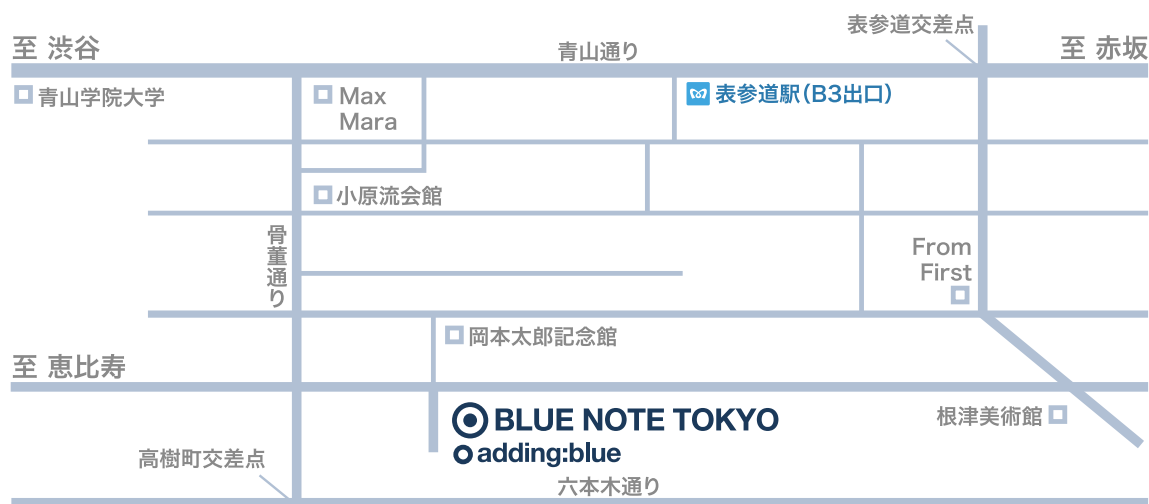 表参道交差点
至 渋谷
青山通り
至 赤坂
青山学院大学
Max
Mara
表参道駅(B3出口)
小原流会館
骨董通り
From
First
岡本太郎記念館
至 恵比寿
BLUE NOTE TOKYO
根津美術館
adding:blue
高樹町交差点
六本木通り